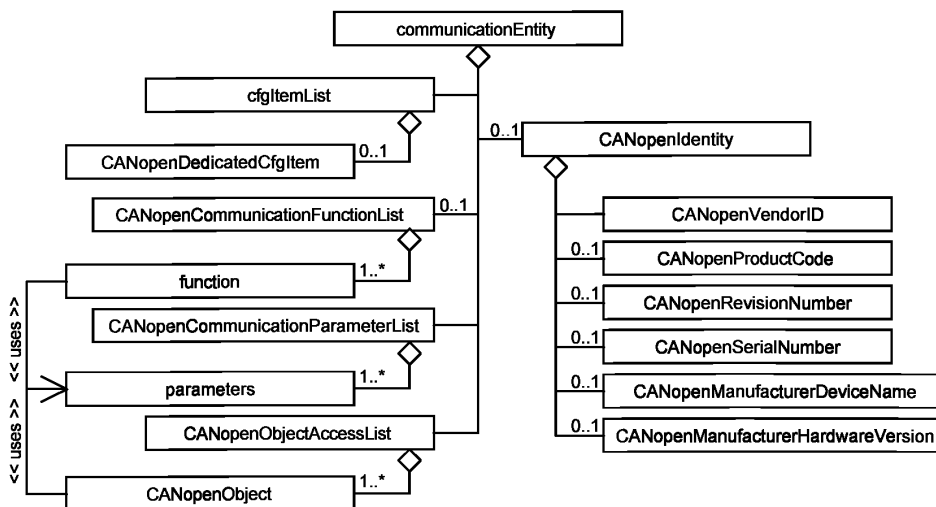 communicationEntity
cfgItemList
0..1
CANopenDedicatedCfgItem
0..1
CANopenIdentity
CANopenCommunicationFunctionList
0..1
function
1..*
CANopenCommunicationParameterList
parameters
1..*
CANopenObjectAccessList
CANopenObject
1..*
<< uses >>
<< uses >>
CANopenVendorID
0..1
CANopenProductCode
0..1
CANopenRevisionNumber
0..1
CANopenSerialNumber
0..1
CANopenManufacturerDeviceName
0..1
CANopenManufacturerHardwareVersion